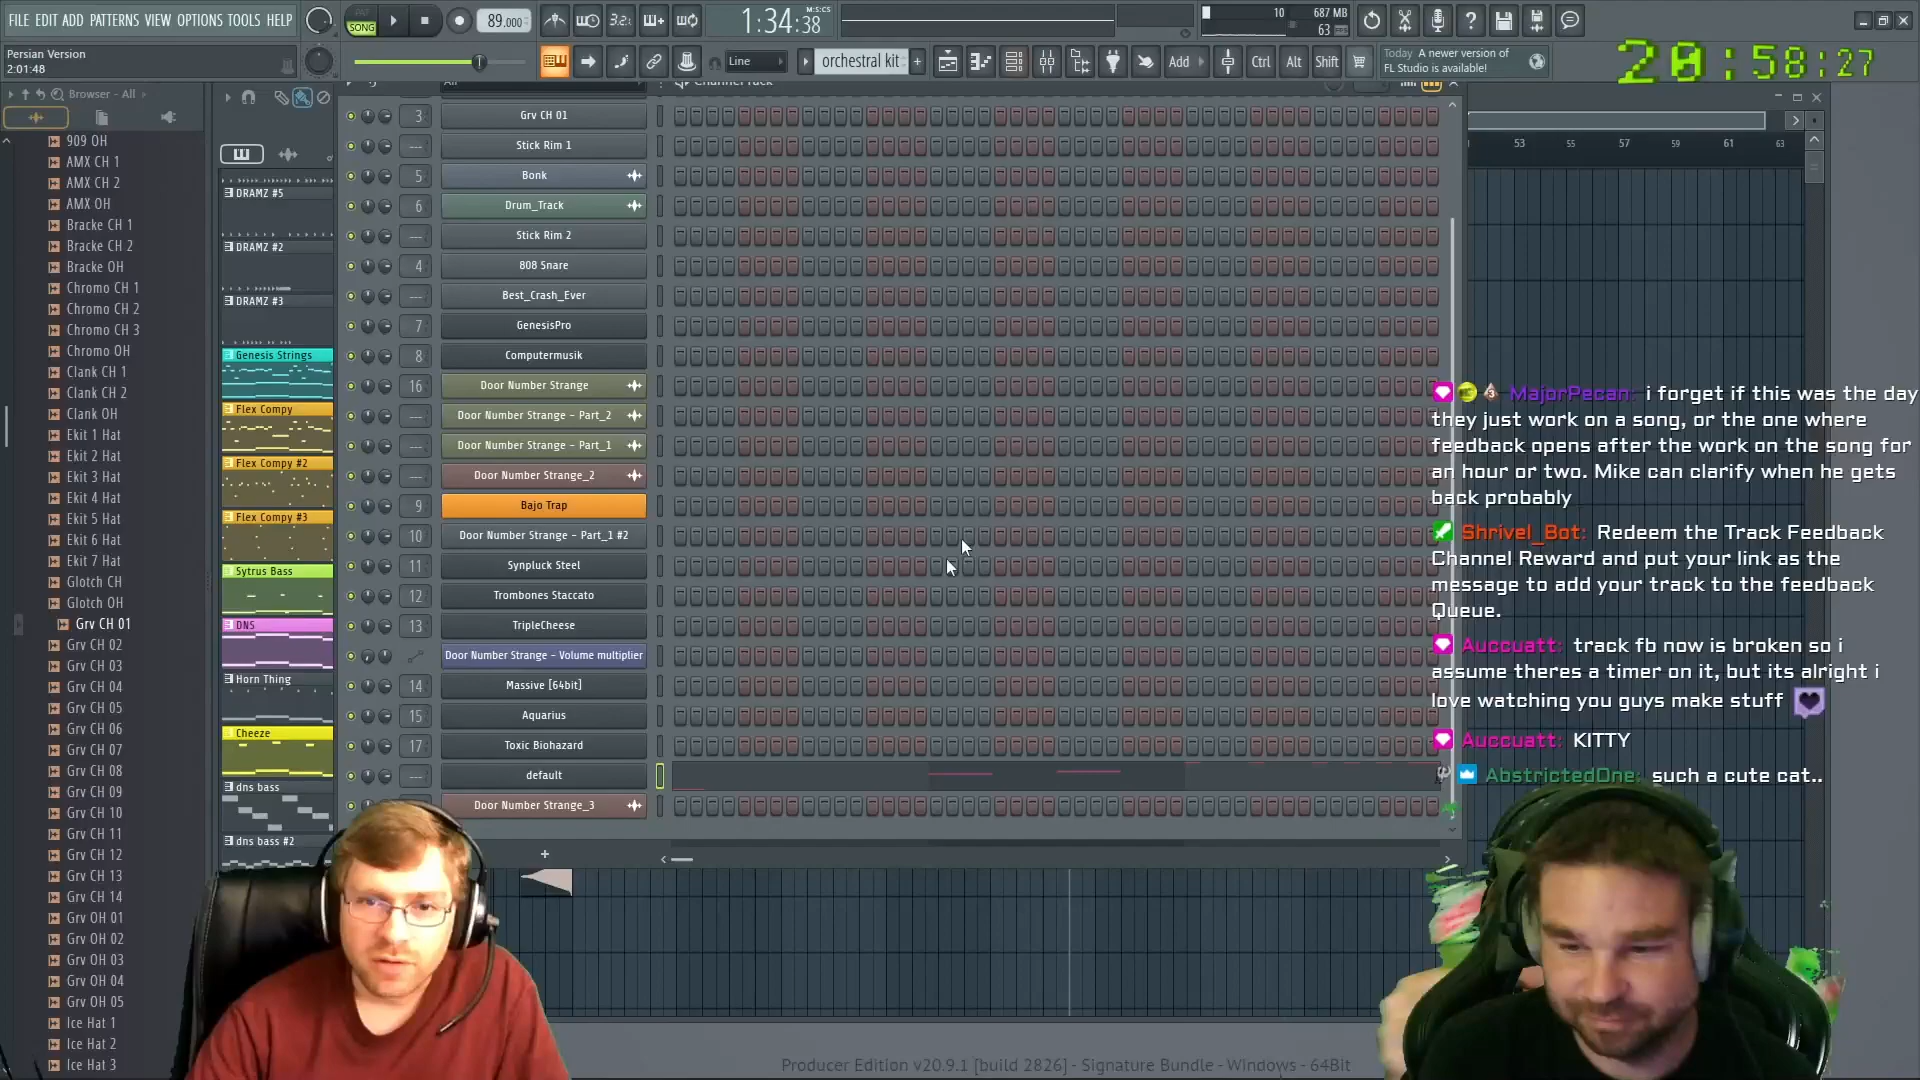 FILE EDIT ADD PATTERNS VIEW OPTIONS TOOLS HELP
SONG
89.000
3.2
1:34:38
M:S:CS
10
687 MB
63
Persian Version
2:01:48
Line
orchestral kit
Add
Ctrl
Alt
Shift
Today A newer version of
FL Studio is available!
20:58:27
Browser - All
909 OH
AMX CH 1
AMX CH 2
AMX OH
Bracke CH 1
Bracke CH 2
Bracke OH
Chromo CH 1
Chromo CH 2
Chromo CH 3
Chromo OH
Clank CH 1
Clank CH 2
Clank OH
Ekit 1 Hat
Ekit 2 Hat
Ekit 3 Hat
Ekit 4 Hat
Ekit 5 Hat
Ekit 6 Hat
Ekit 7 Hat
Glotch CH
Glotch OH
Grv CH 01
Grv CH 02
Grv CH 03
Grv CH 04
Grv CH 05
Grv CH 06
Grv CH 07
Grv CH 08
Grv CH 09
Grv CH 10
Grv CH 11
Grv CH 12
Grv CH 13
Grv CH 14
Grv OH 01
Grv OH 02
Grv OH 03
Grv OH 04
Grv OH 05
Ice Hat 1
Ice Hat 2
Ice Hat 3
DRAMZ #5
DRAMZ #2
DRAMZ #3
Genesis Strings
Flex Compy
Flex Compy #2
Flex Compy #3
Sytrus Bass
DNS
Horn Thing
Cheeze
dns bass
dns bass #2
3 Grv CH 01
--- Stick Rim 1
5 Bonk
6 Drum_Track
--- Stick Rim 2
4 808 Snare
--- Best_Crash_Ever
7 GenesisPro
8 Computermusik
16 Door Number Strange
--- Door Number Strange - Part_2
--- Door Number Strange - Part_1
--- Door Number Strange_2
9 Bajo Trap
10 Door Number Strange - Part_1 #2
11 Synpluck Steel
12 Trombones Staccato
13 TripleCheese
Door Number Strange - Volume multiplier
14 Massive [64bit]
15 Aquarius
17 Toxic Biohazard
--- default
Door Number Strange_3
+
53 55 57 59 61 63
MajorPecan: i forget if this was the day
they just work on a song, or the one where
feedback opens after the work on the song for
an hour or two. Mike can clarify when he gets
back probably
Shrivel_Bot: Redeem the Track Feedback
Channel Reward and put your link as the
message to add your track to the feedback
Queue.
Auccuatt: track fb now is broken so i
assume theres a timer on it, but its alright i
love watching you guys make stuff
Auccuatt: KITTY
AbstrictedOne: such a cute cat..
Producer Edition v20.9.1 [build 2826] - Signature Bundle - Windows - 64Bit